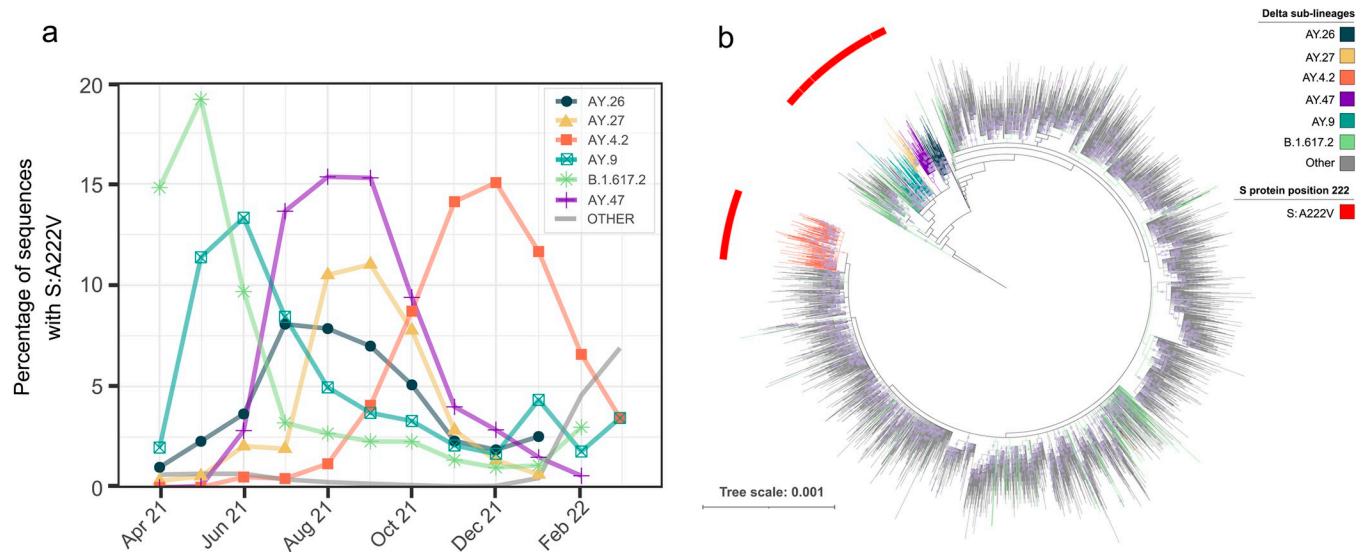 a
Percentage of sequences
with S:A222V
20
15
10
5
0
Apr 21
Jun 21
Aug 21
Oct 21
Dec 21
Feb 22
AY.26
AY.27
AY.4.2
AY.9
B.1.617.2
AY.47
OTHER
b
Tree scale: 0.001
Delta sub-lineages
AY.26
AY.27
AY.4.2
AY.47
AY.9
B.1.617.2
Other
S protein position 222
S:A222V